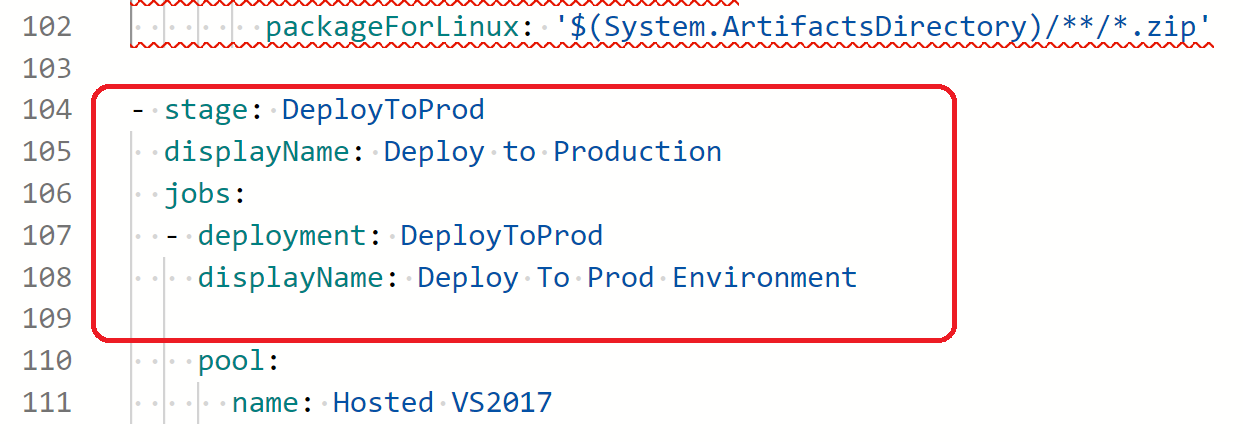 102 packageForLinux: '$(System.ArtifactsDirectory)/**/*.zip'
103
104 - stage: DeployToProd
105 displayName: Deploy to Production
106 jobs:
107 - deployment: DeployToProd
108 displayName: Deploy To Prod Environment
109
110 pool:
111 name: Hosted VS2017